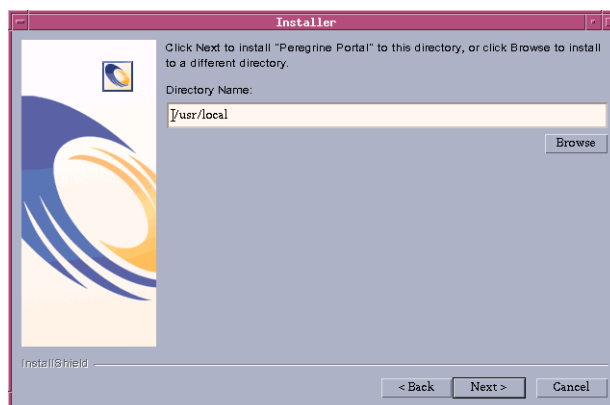 Installer
Click Next to install "Peregrine Portal" to this directory, or click Browse to install
to a different directory.
Directory Name:
/usr/local
Browse
InstallShield
< Back
Next >
Cancel